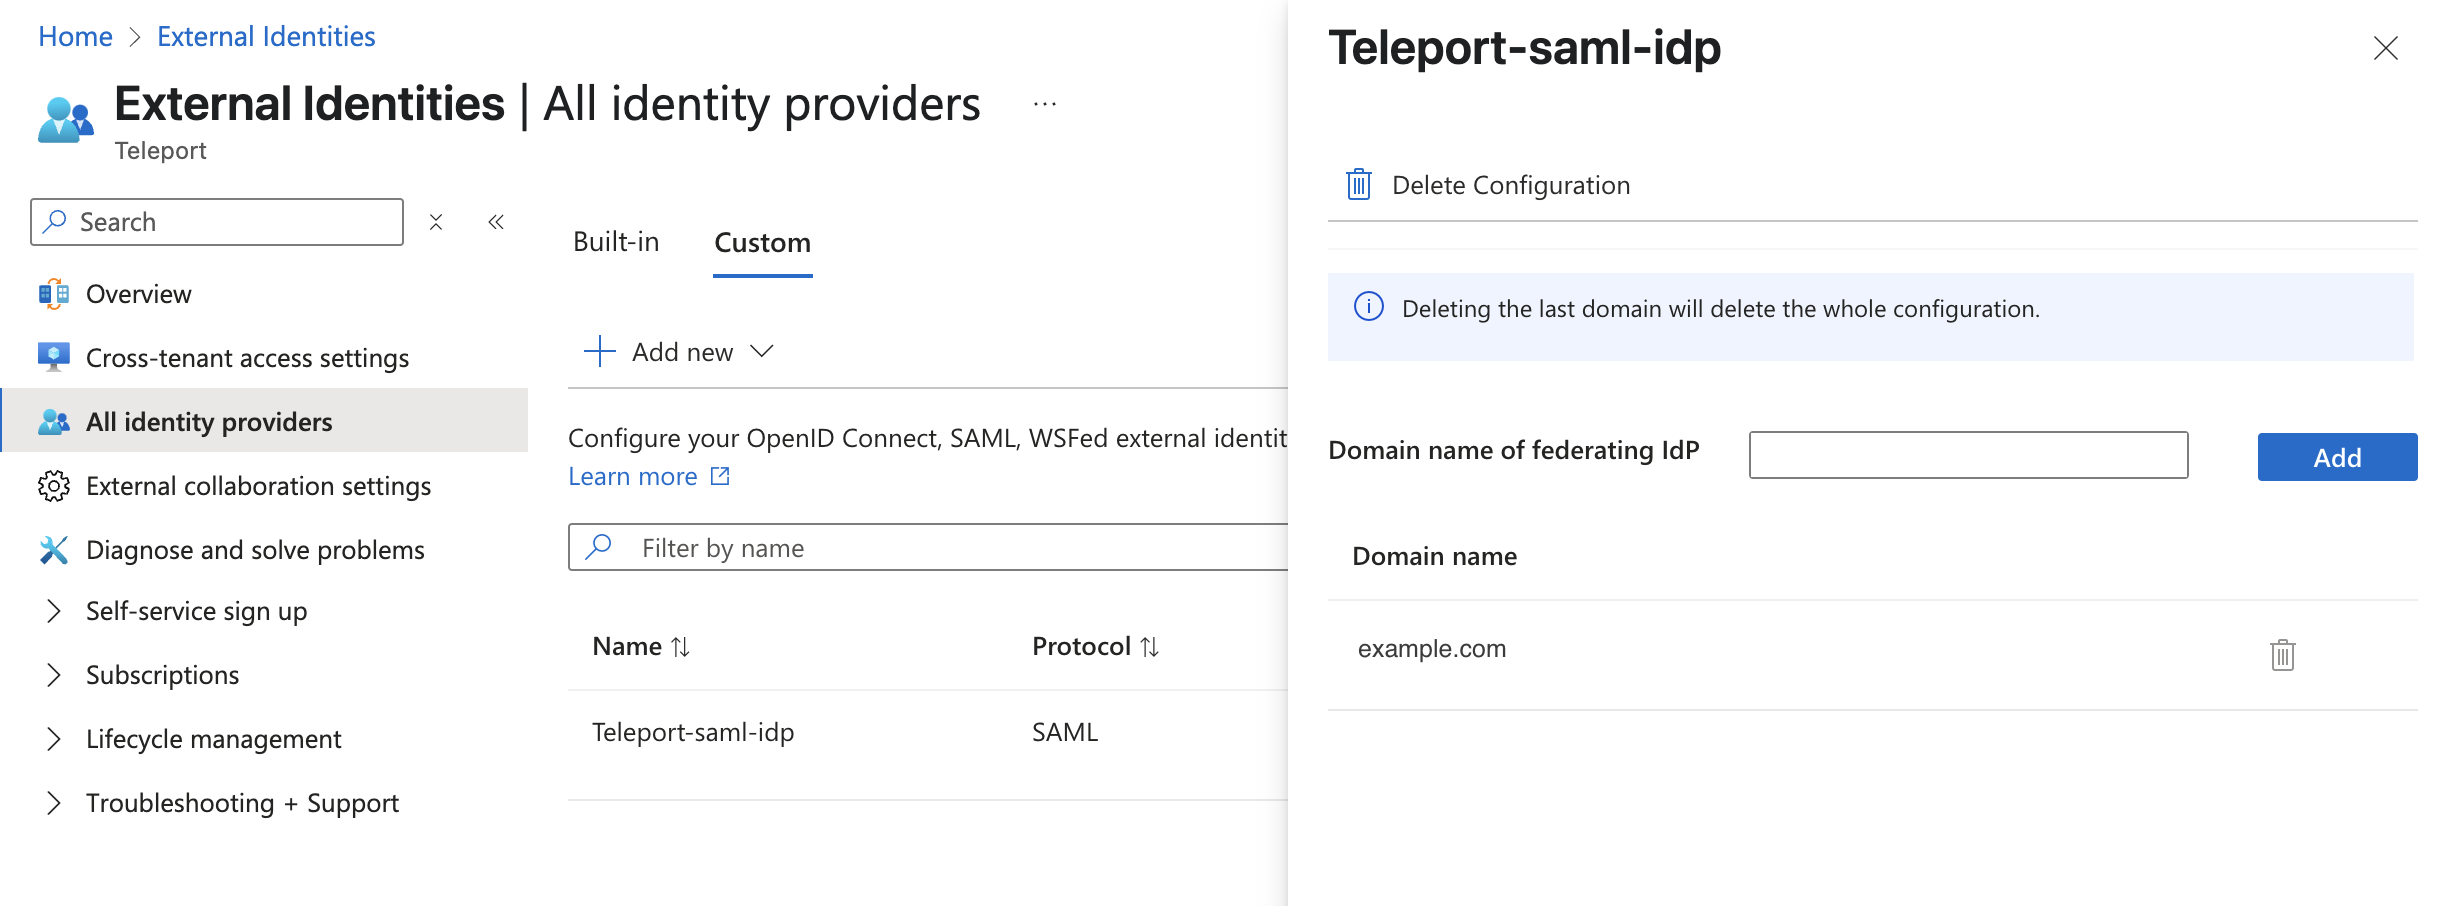 Home > External Identities
External Identities | All identity providers ...
Teleport
Search
Overview
Cross-tenant access settings
All identity providers
External collaboration settings
Diagnose and solve problems
Self-service sign up
Subscriptions
Lifecycle management
Troubleshooting + Support
Built-in Custom
Add new
Configure your OpenID Connect, SAML, WSFed external identit
Learn more
Filter by name
Name Protocol
Teleport-saml-idp SAML
Teleport-saml-idp
Delete Configuration
Deleting the last domain will delete the whole configuration.
Domain name of federating IdP Add
Domain name
example.com